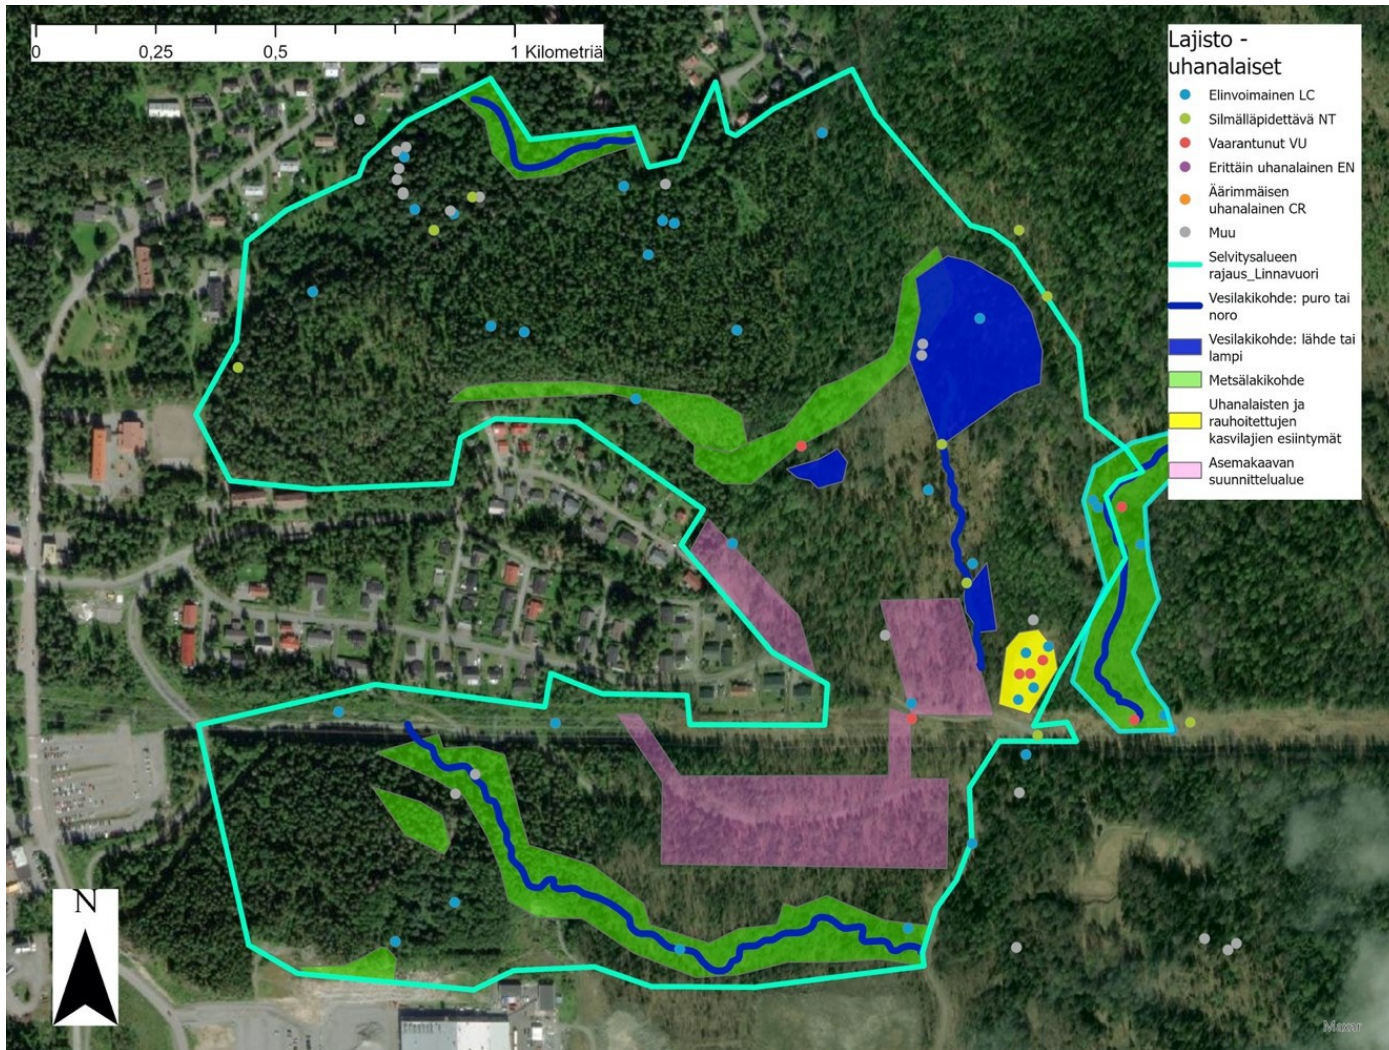 0 0,25 0,5 1 Kilometriä
Lajisto -
uhanalaiset
Elinvoimainen LC
Silmälläpidettävä NT
Vaarantunut VU
Erittäin uhanalainen EN
Äärimmäisen
uhanalainen CR
Muu
Selvitysalueen
rajaus_Linnavuori
Vesilakikohde: puro tai
noro
Vesilakikohde: lähde tai
lampi
Metsälakikohde
Uhanalaisten ja
rauhoitettujen
kasvilajien esiintymät
Asemakaavan
suunnittelualue
N
Maxar